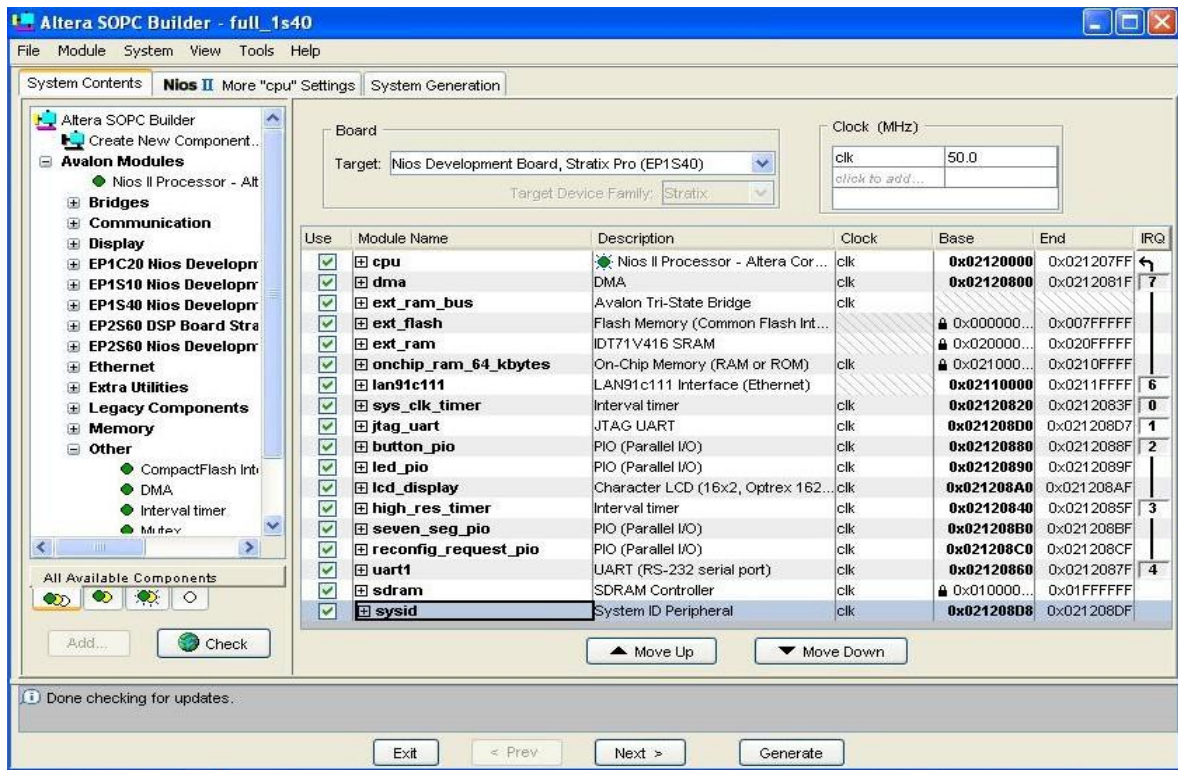 Altera SOPC Builder - full_1s40
File Module System View Tools Help
System Contents Nios II More "cpu" Settings System Generation
Altera SOPC Builder
Create New Component..
Avalon Modules
Nios II Processor - Alt
Bridges
Communication
Display
EP1C20 Nios Developm
EP1S10 Nios Developm
EP1S40 Nios Developm
EP2S60 DSP Board Stra
EP2S60 Nios Developm
Ethernet
Extra Utilities
Legacy Components
Memory
Other
CompactFlash Int
DMA
Interval timer
Mutex
All Available Components
Add... Check
Board
Target: Nios Development Board, Stratix Pro (EP1S40)
Target Device Family: Stratix
Clock (MHz)
clk 50.0
click to add...
Use Module Name Description Clock Base End IRQ
cpu Nios II Processor - Altera Cor... clk 0x02120000 0x021207FF
dma DMA clk 0x02120800 0x0212081F 7
ext_ram_bus Avalon Tri-State Bridge clk
ext_flash Flash Memory (Common Flash Int... 0x000000... 0x007FFFFF
ext_ram IDT71V416 SRAM 0x020000... 0x020FFFFF
onchip_ram_64_kbytes On-Chip Memory (RAM or ROM) clk 0x021000... 0x0210FFFF
lan91c111 LAN91c111 Interface (Ethernet) 0x02110000 0x0211FFFF 6
sys_clk_timer Interval timer clk 0x02120820 0x0212083F 0
jtag_uart JTAG UART clk 0x021208D0 0x021208D7 1
button_pio PIO (Parallel I/O) clk 0x02120880 0x0212088F 2
led_pio PIO (Parallel I/O) clk 0x02120890 0x0212089F
lcd_display Character LCD (16x2, Optrex 162... clk 0x021208A0 0x021208AF
high_res_timer Interval timer clk 0x02120840 0x0212085F 3
seven_seg_pio PIO (Parallel I/O) clk 0x021208B0 0x021208BF
reconfig_request_pio PIO (Parallel I/O) clk 0x021208C0 0x021208CF
uart1 UART (RS-232 serial port) clk 0x02120860 0x0212087F 4
sdram SDRAM Controller clk 0x010000... 0x01FFFFFF
sysid System ID Peripheral clk 0x021208D8 0x021208DF
Move Up Move Down
Done checking for updates.
Exit < Prev Next > Generate